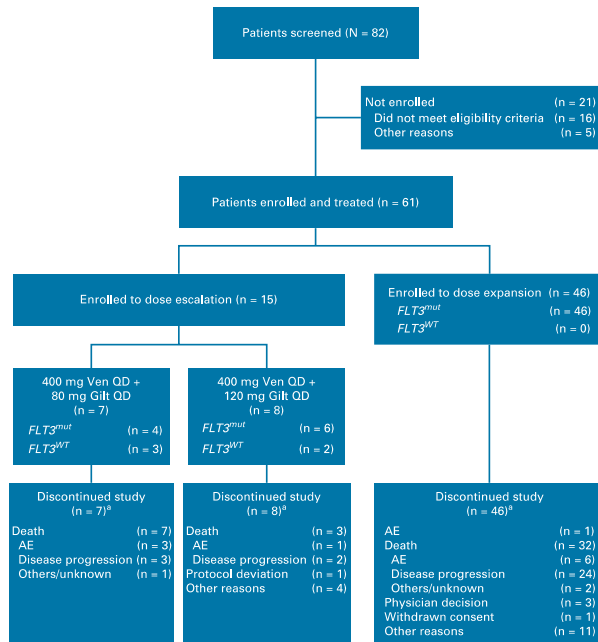 Patients screened (N = 82)
Not enrolled (n = 21)
Did not meet eligibility criteria (n = 16)
Other reasons (n = 5)
Patients enrolled and treated (n = 61)
Enrolled to dose escalation (n = 15)
Enrolled to dose expansion (n = 46)
FLT3mut (n = 46)
FLT3WT (n = 0)
400 mg Ven QD +
80 mg Gilt QD
(n = 7)
FLT3mut (n = 4)
FLT3WT (n = 3)
400 mg Ven QD +
120 mg Gilt QD
(n = 8)
FLT3mut (n = 6)
FLT3WT (n = 2)
Discontinued study
(n = 7)a
Death (n = 7)
AE (n = 3)
Disease progression (n = 3)
Others/unknown (n = 1)
Discontinued study
(n = 8)a
Death (n = 3)
AE (n = 1)
Disease progression (n = 2)
Protocol deviation (n = 1)
Other reasons (n = 4)
Discontinued study
(n = 46)a
AE (n = 1)
Death (n = 32)
AE (n = 6)
Disease progression (n = 24)
Others/unknown (n = 2)
Physician decision (n = 3)
Withdrawn consent (n = 1)
Other reasons (n = 11)